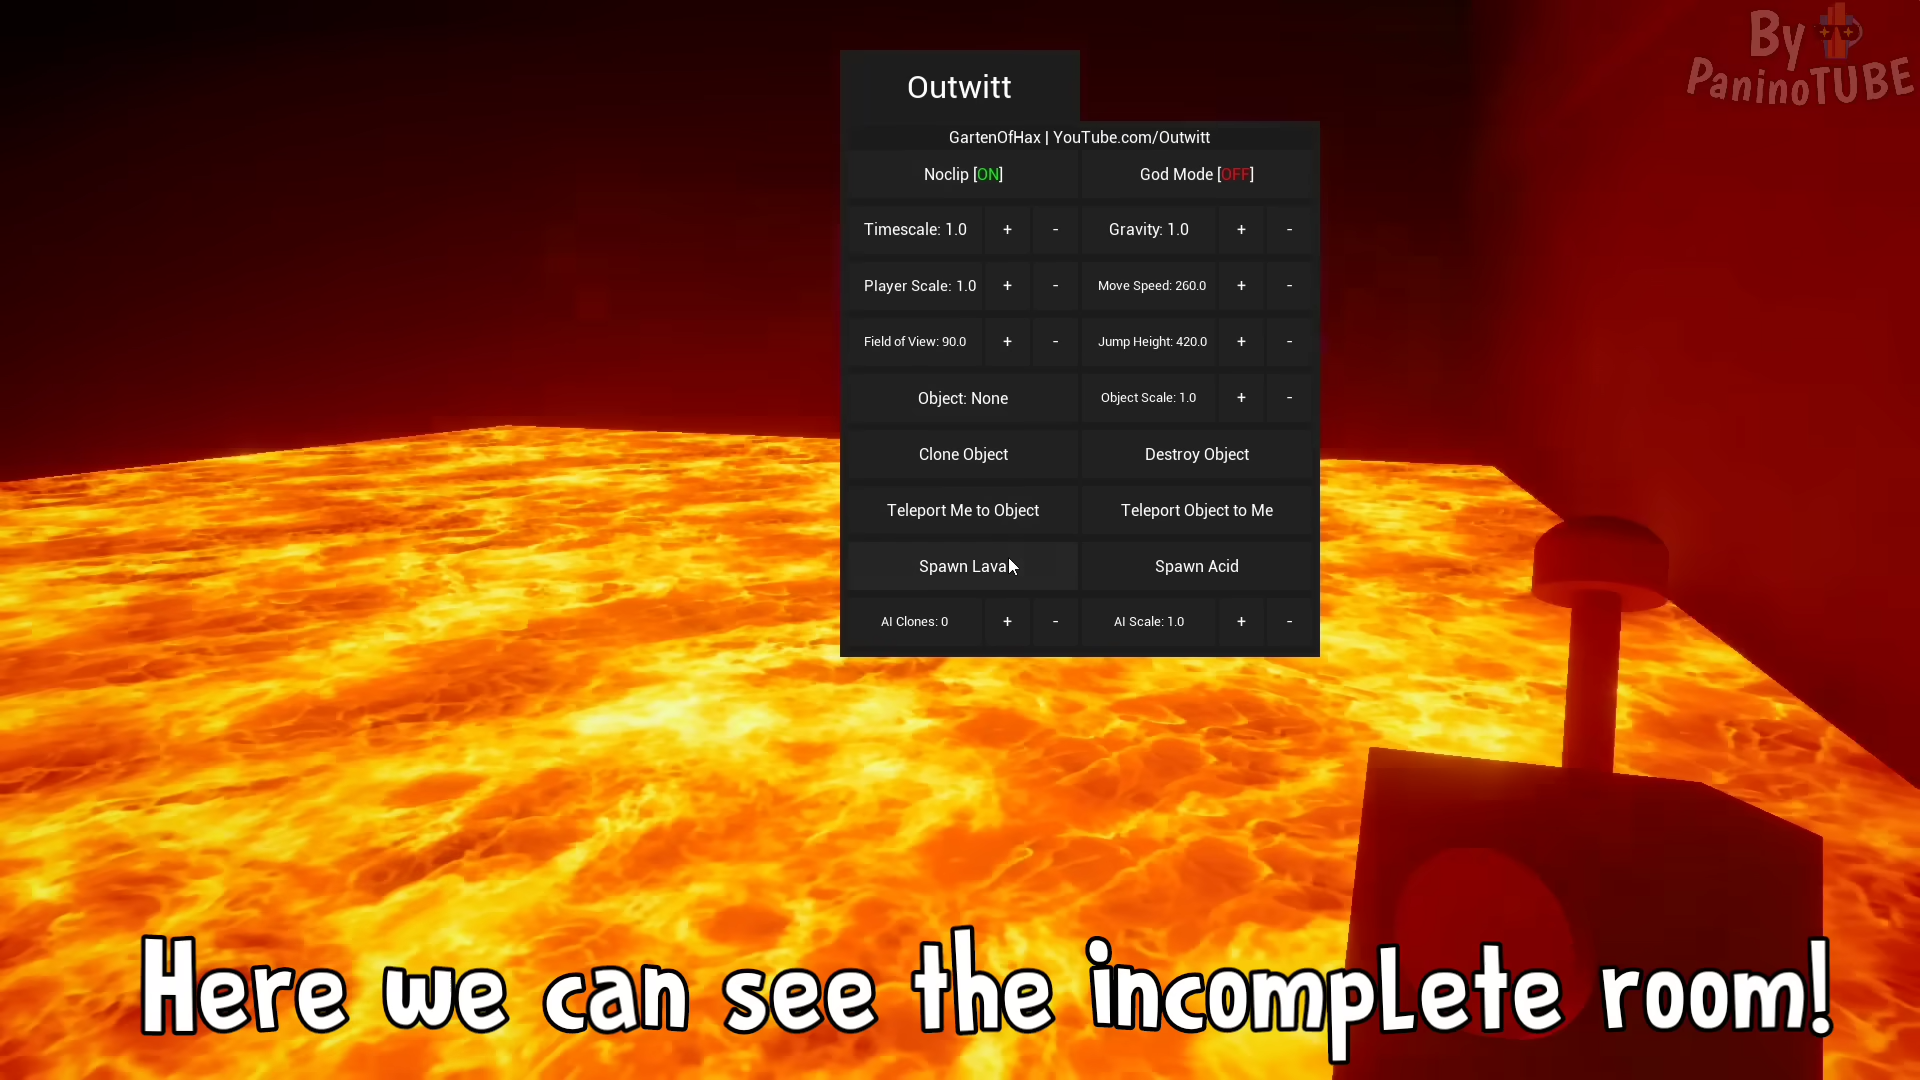 By
PaninoTUBE
Outwitt
GartenOfHax | YouTube.com/Outwitt
Noclip [ON] God Mode [OFF]
Timescale: 1.0 + - Gravity: 1.0 + -
Player Scale: 1.0 + - Move Speed: 260.0 + -
Field of View: 90.0 + - Jump Height: 420.0 + -
Object: None Object Scale: 1.0 + -
Clone Object Destroy Object
Teleport Me to Object Teleport Object to Me
Spawn Lava Spawn Acid
AI Clones: 0 + - AI Scale: 1.0 + -
Here we can see the incomplete room!